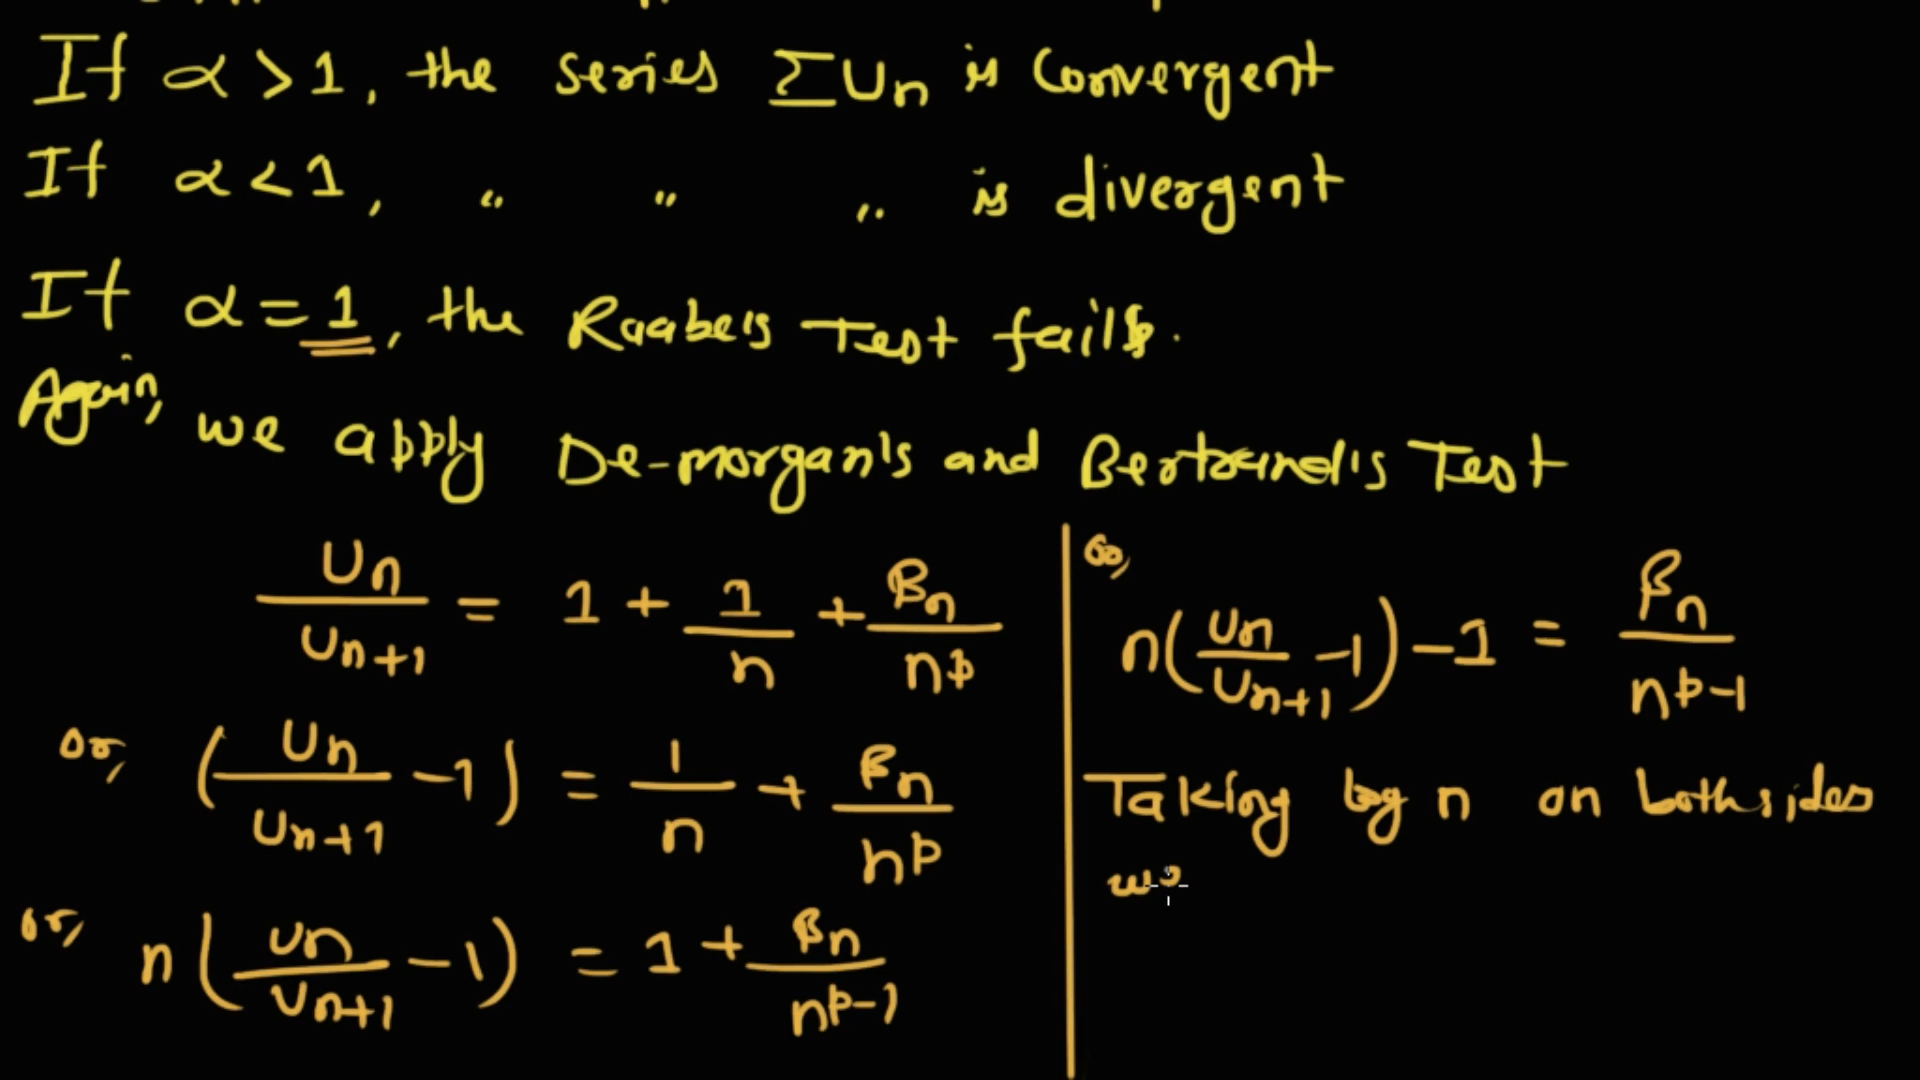 If α > 1, the series ΣUn is Convergent
If α < 1, " " " is divergent
If α = 1, the Raabe's Test fails.
Again, we apply De-morgan's and Bertrand's Test
Un/Un+1 = 1 + 1/n + βn/n^p
or, (Un/Un+1 - 1) = 1/n + βn/n^p
or, n(Un/Un+1 - 1) = 1 + βn/n^p-1
or,
n(Un/Un+1 - 1) - 1 = βn/n^p-1
Taking log n on both sides